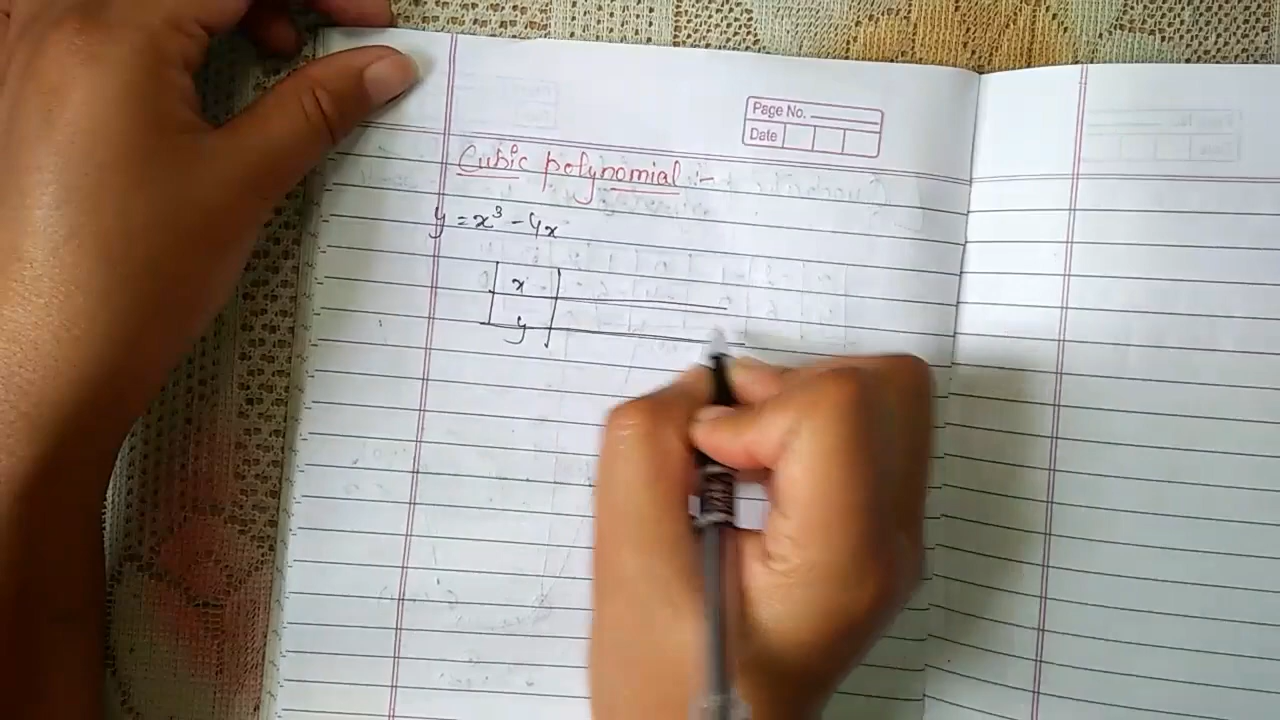 Page No.
Date
Cubic polynomial :-
y = x³ - 4x
x
y